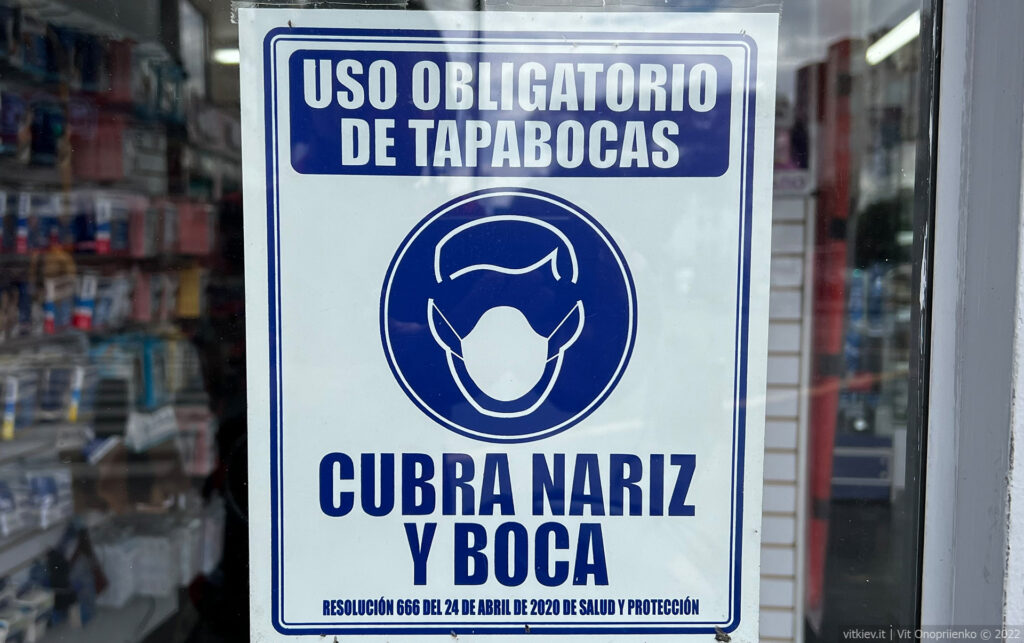 USO OBLIGATORIO
DE TAPABOCAS
CUBRA NARIZ
Y BOCA
RESOLUCIÓN 666 DEL 24 DE ABRIL DE 2020 DE SALUD Y PROTECCIÓN
vitkiev.it | Vit Onopriienko © 2022